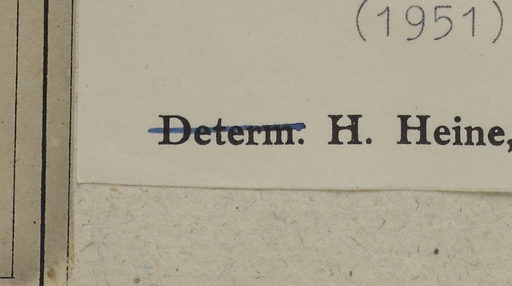 (1951)
Determ. H. Heine,